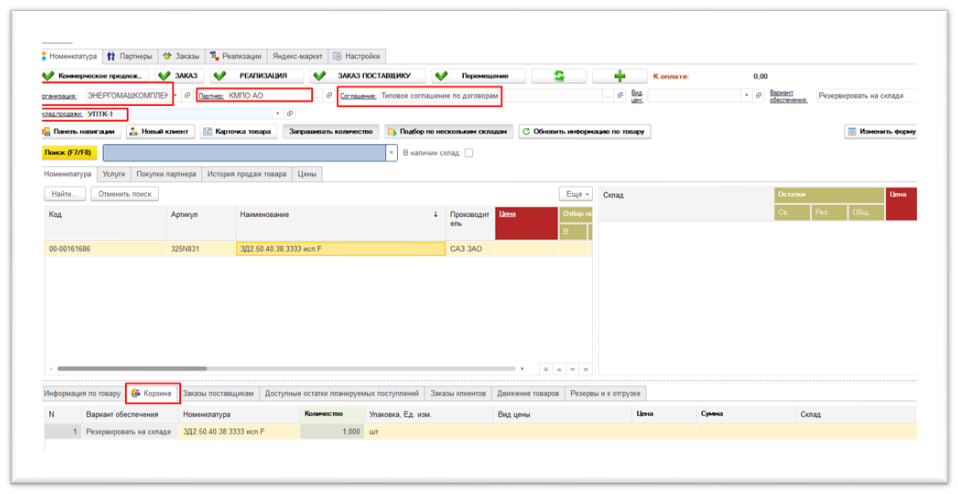 Номенклатура Партнеры Заказы Реализации Яндекс-маркет Настройки
Коммерческое предлож... ЗАКАЗ РЕАЛИЗАЦИЯ ЗАКАЗ ПОСТАВЩИКУ Перемещение К оплате: 0,00
рганизация: ЭНЕРГОМАШКОМПЛЕК Партнер: КМПО АО ... Соглашение: Типовое соглашение по договорам ... Вид цен: Вариант обеспечения: Резервировать на складе
клад продажи: УПТК-1
Панель навигации Новый клиент Карточка товара Запрашивать количество Подбор по нескольким складам Обновить информацию по товару Изменить форму
Поиск (F7/F8) × В наличии склад:
Номенклатура Услуги Покупки партнера История продаж товара Цены
Найти... Отменить поиск Еще Склад Остатки Цена
Св. Рез. Общ.
Код Артикул Наименование ↓ Производитель Цена Отбор по
В
00-00161686 325N831 3Д2.50.40.38.3333 исп.F САЗ ЗАО
Информация по товару Корзина Заказы поставщикам Доступные остатки планируемых поступлений Заказы клиентов Движение товаров Резервы и к отгрузке
N Вариант обеспечения Номенклатура Количество Упаковка, Ед. изм. Вид цены Цена Сумма Склад
1 Резервировать на складе 3Д2.50.40.38.3333 исп.F 1,000 шт